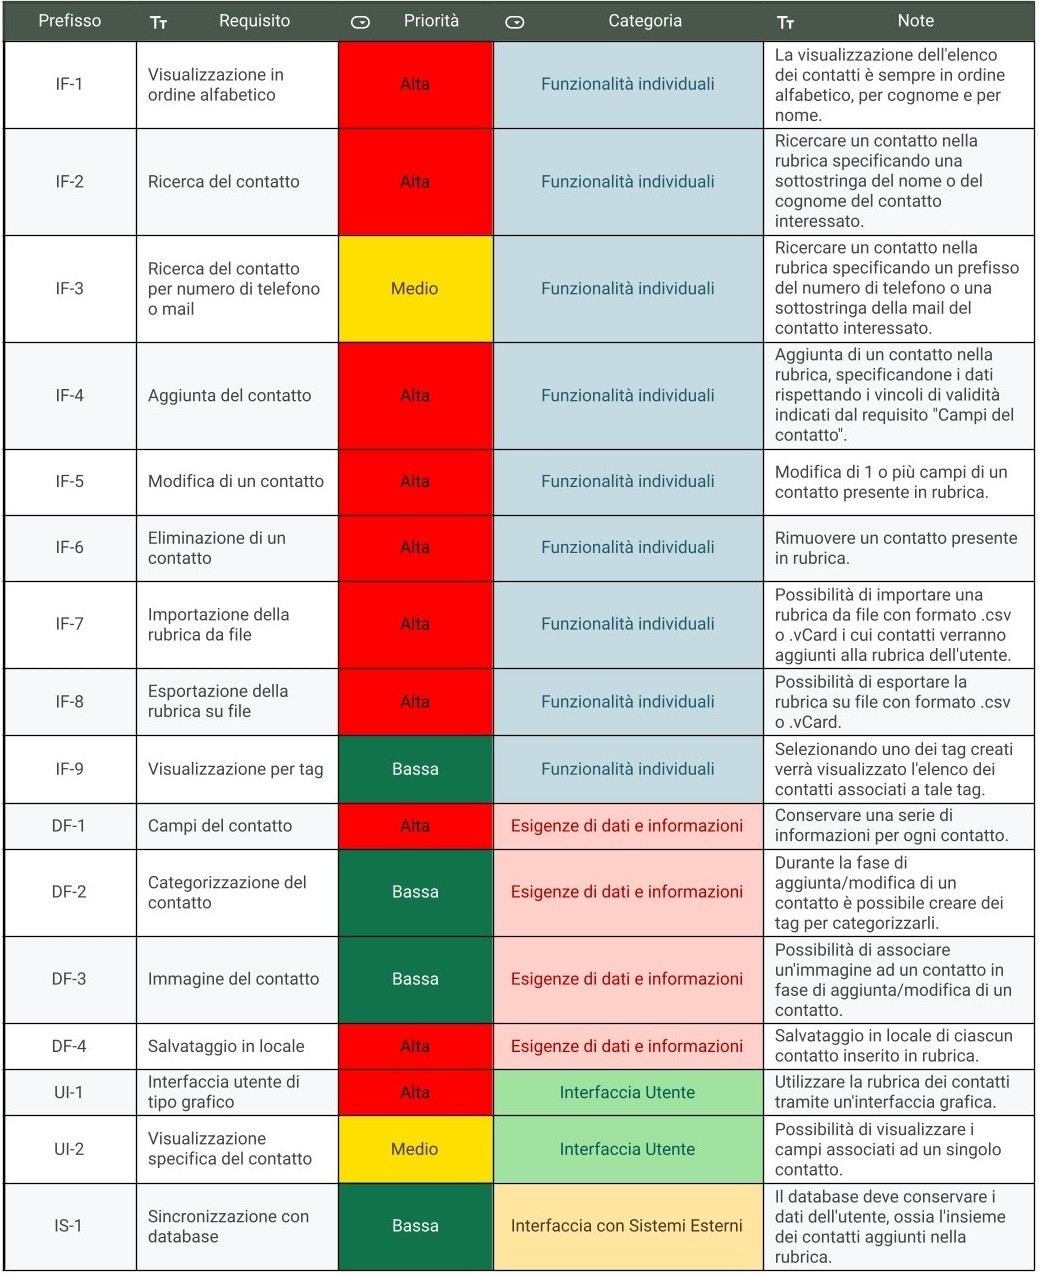 Prefisso Requisito Priorità Categoria Note
IF-1
Visualizzazione in
ordine alfabetico
Alta
Funzionalità individuali
La visualizzazione dell'elenco
dei contatti è sempre in ordine
alfabetico, per cognome e per
nome.
IF-2
Ricerca del contatto
Alta
Funzionalità individuali
Ricercare un contatto nella
rubrica specificando una
sottostringa del nome o del
cognome del contatto
interessato.
IF-3
Ricerca del contatto
per numero di telefono
o mail
Medio
Funzionalità individuali
Ricercare un contatto nella
rubrica specificando un prefisso
del numero di telefono o una
sottostringa della mail del
contatto interessato.
IF-4
Aggiunta del contatto
Alta
Funzionalità individuali
Aggiunta di un contatto nella
rubrica, specificandone i dati
rispettando i vincoli di validità
indicati dal requisito "Campi del
contatto".
IF-5
Modifica di un contatto
Alta
Funzionalità individuali
Modifica di 1 o più campi di un
contatto presente in rubrica.
IF-6
Eliminazione di un
contatto
Alta
Funzionalità individuali
Rimuovere un contatto presente
in rubrica.
IF-7
Importazione della
rubrica da file
Alta
Funzionalità individuali
Possibilità di importare una
rubrica da file con formato .csv
o .vCard i cui contatti verranno
aggiunti alla rubrica dell'utente.
IF-8
Esportazione della
rubrica su file
Alta
Funzionalità individuali
Possibilità di esportare la
rubrica su file con formato .csv
o .vCard.
IF-9
Visualizzazione per tag
Bassa
Funzionalità individuali
Selezionando uno dei tag creati
verrà visualizzato l'elenco dei
contatti associati a tale tag.
DF-1
Campi del contatto
Alta
Esigenze di dati e informazioni
Conservare una serie di
informazioni per ogni contatto.
DF-2
Categorizzazione del
contatto
Bassa
Esigenze di dati e informazioni
Durante la fase di
aggiunta/modifica di un
contatto è possibile creare dei
tag per categorizzarli.
DF-3
Immagine del contatto
Bassa
Esigenze di dati e informazioni
Possibilità di associare
un'immagine ad un contatto in
fase di aggiunta/modifica di un
contatto.
DF-4
Salvataggio in locale
Alta
Esigenze di dati e informazioni
Salvataggio in locale di ciascun
contatto inserito in rubrica.
UI-1
Interfaccia utente di
tipo grafico
Alta
Interfaccia Utente
Utilizzare la rubrica dei contatti
tramite un'interfaccia grafica.
UI-2
Visualizzazione
specifica del contatto
Medio
Interfaccia Utente
Possibilità di visualizzare i
campi associati ad un singolo
contatto.
IS-1
Sincronizzazione con
database
Bassa
Interfaccia con Sistemi Esterni
Il database deve conservare i
dati dell'utente, ossia l'insieme
dei contatti aggiunti nella
rubrica.